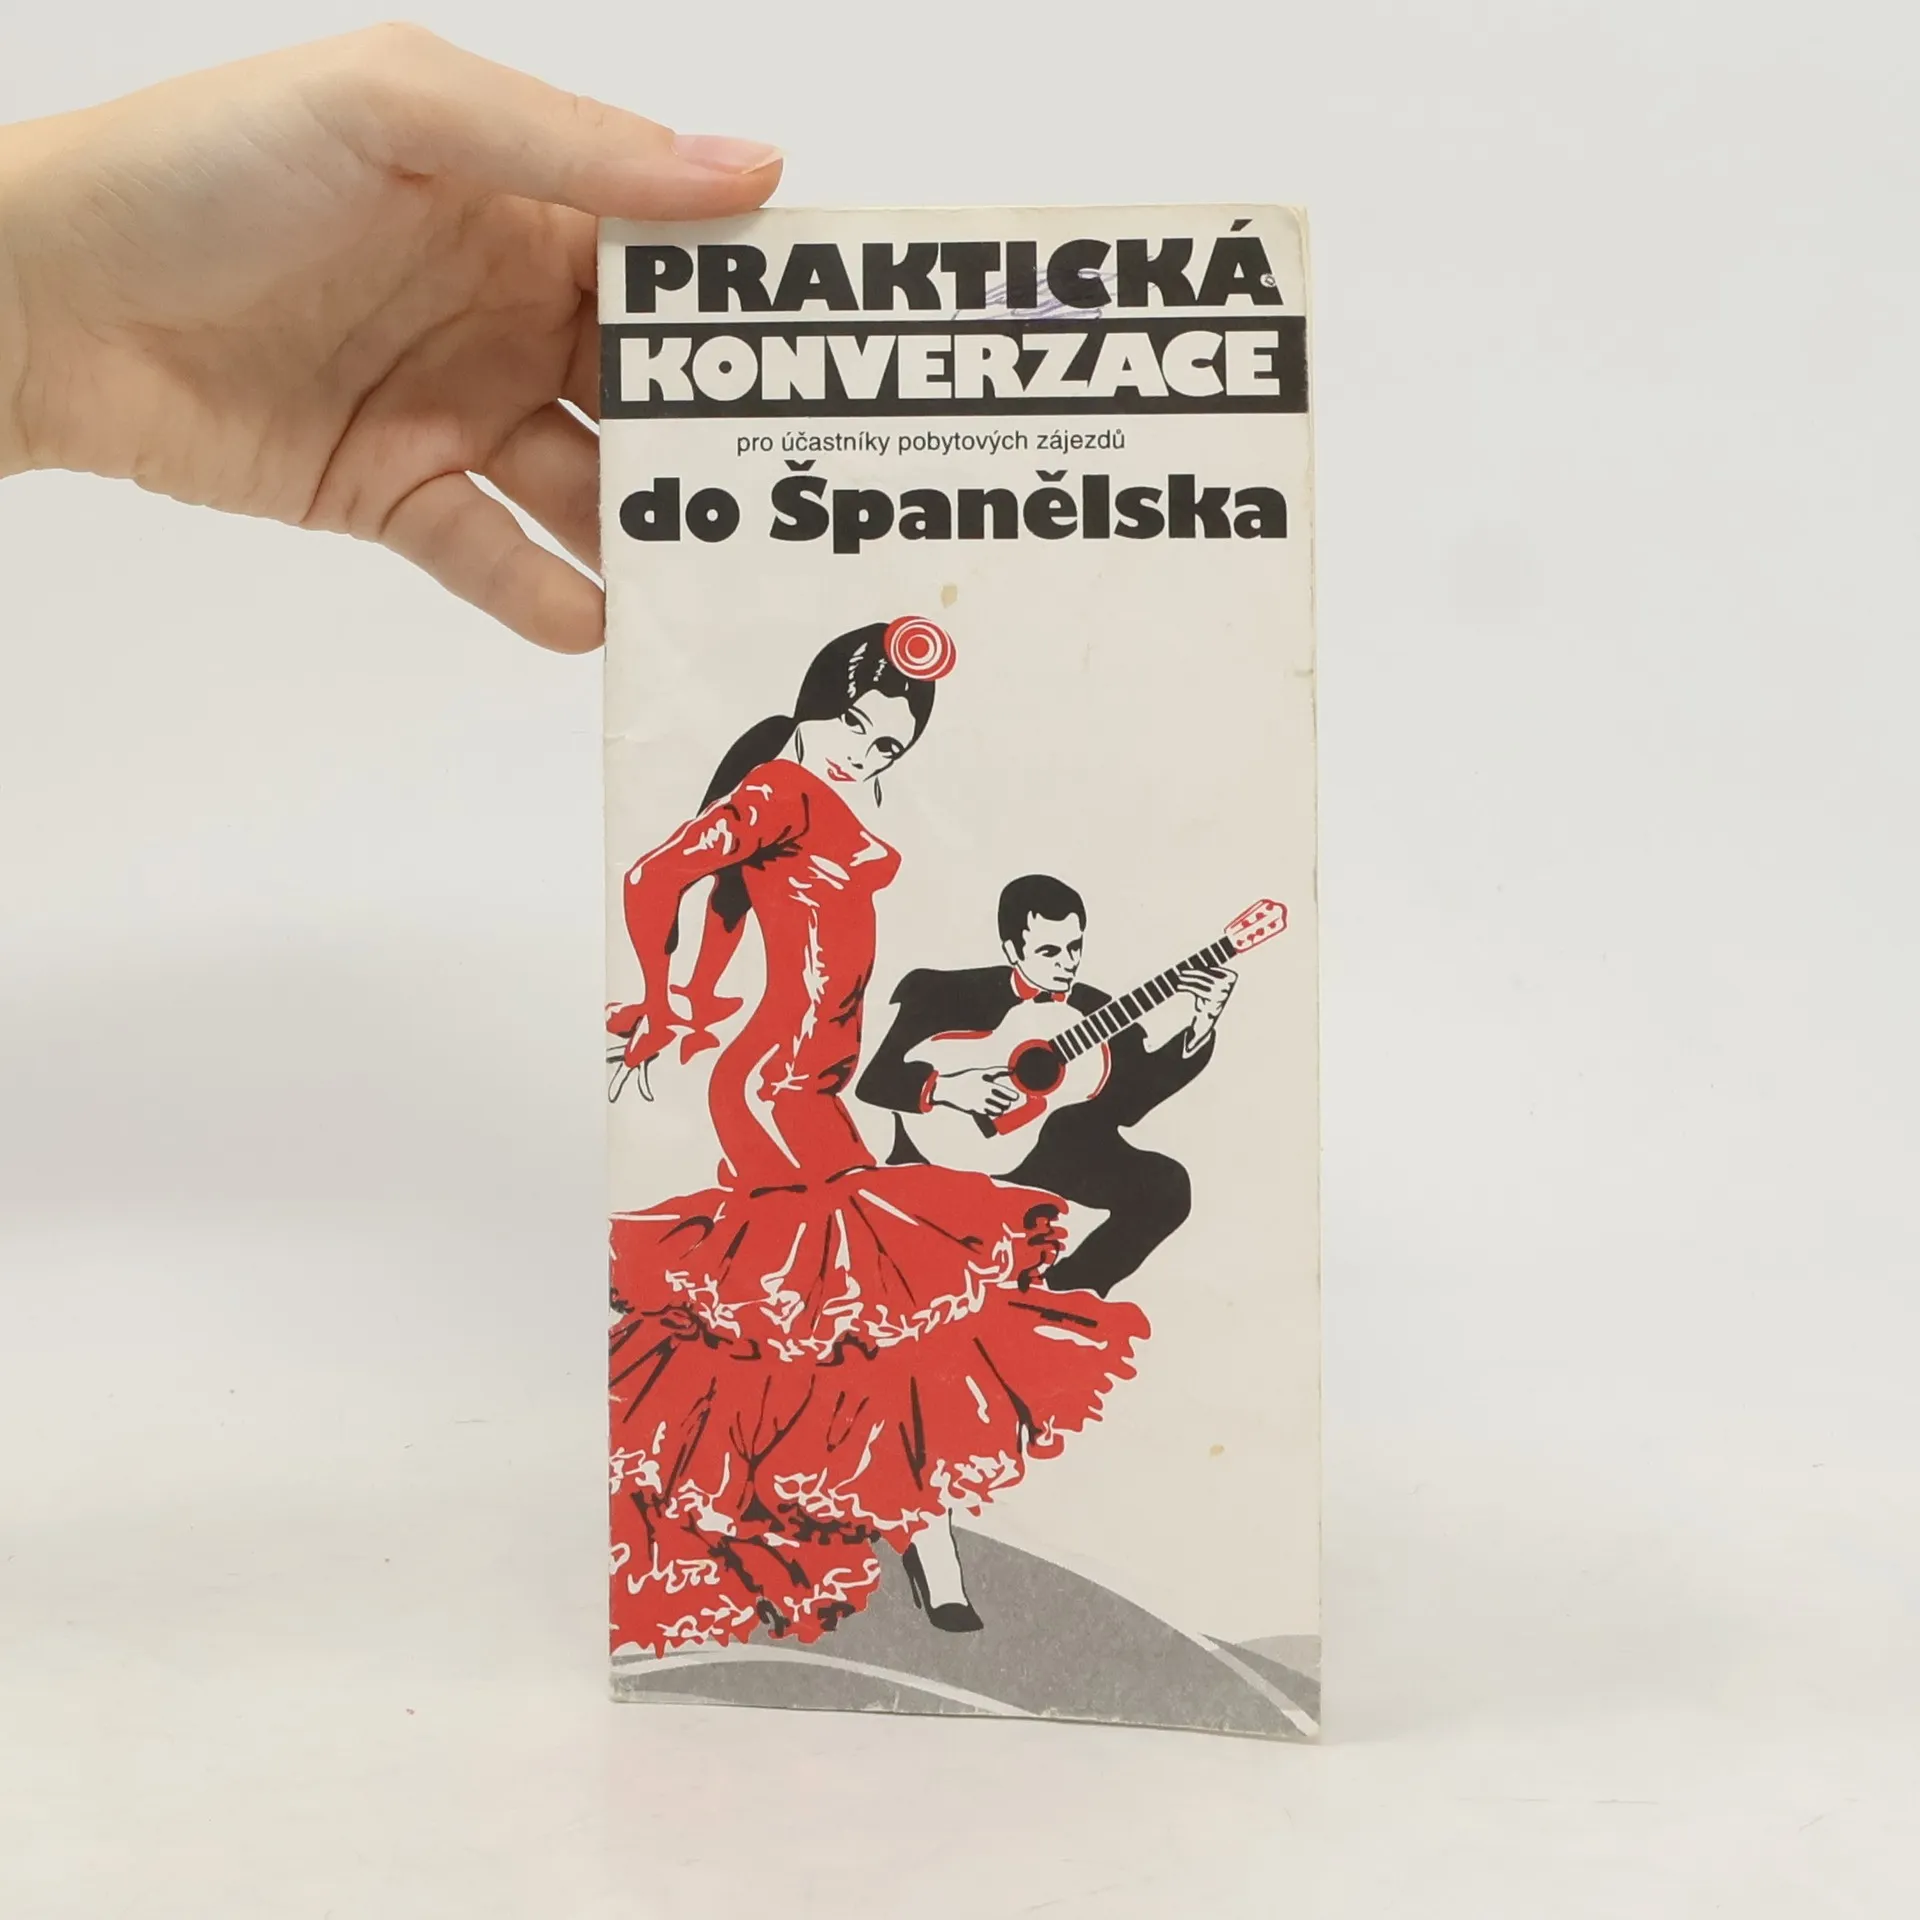 PRAKTICKÁ
KONVERZACE
pro účastníky pobytových zájezdů
do Španělska